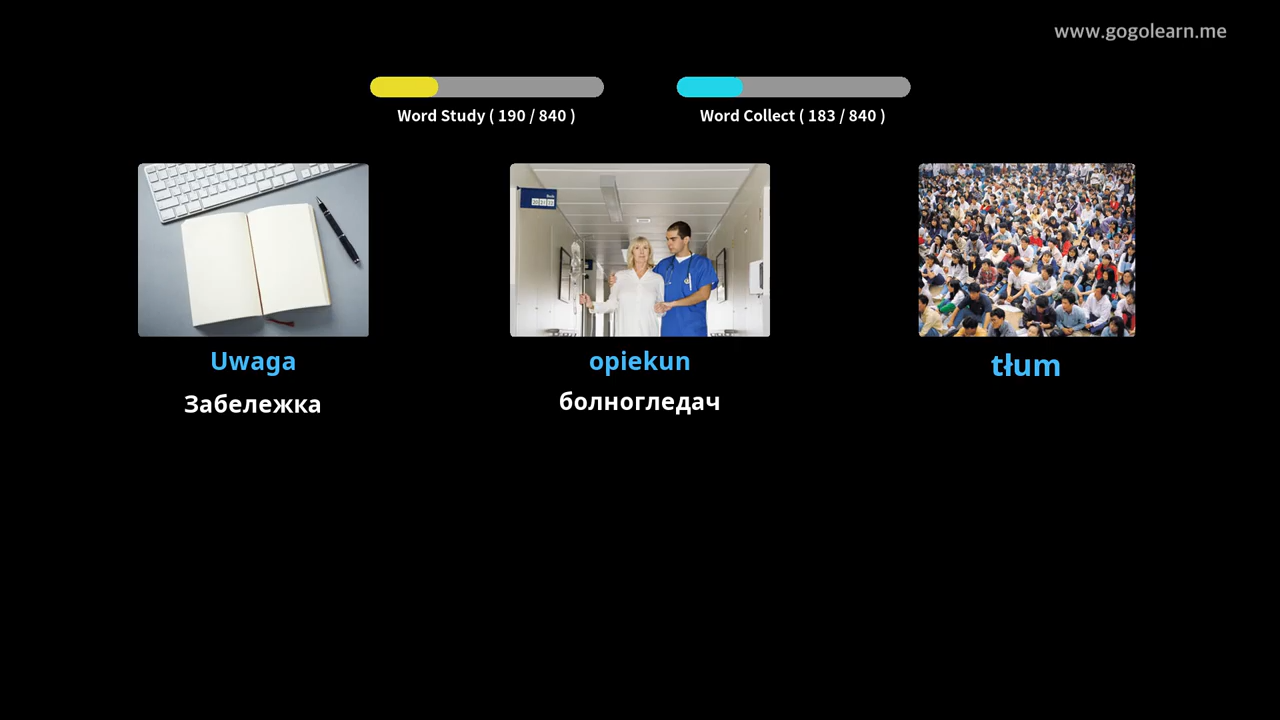 www.gogolearn.me
Word Study ( 190 / 840 )
Word Collect ( 183 / 840 )
Uwaga
opiekun
tłum
Забележка
болногледач